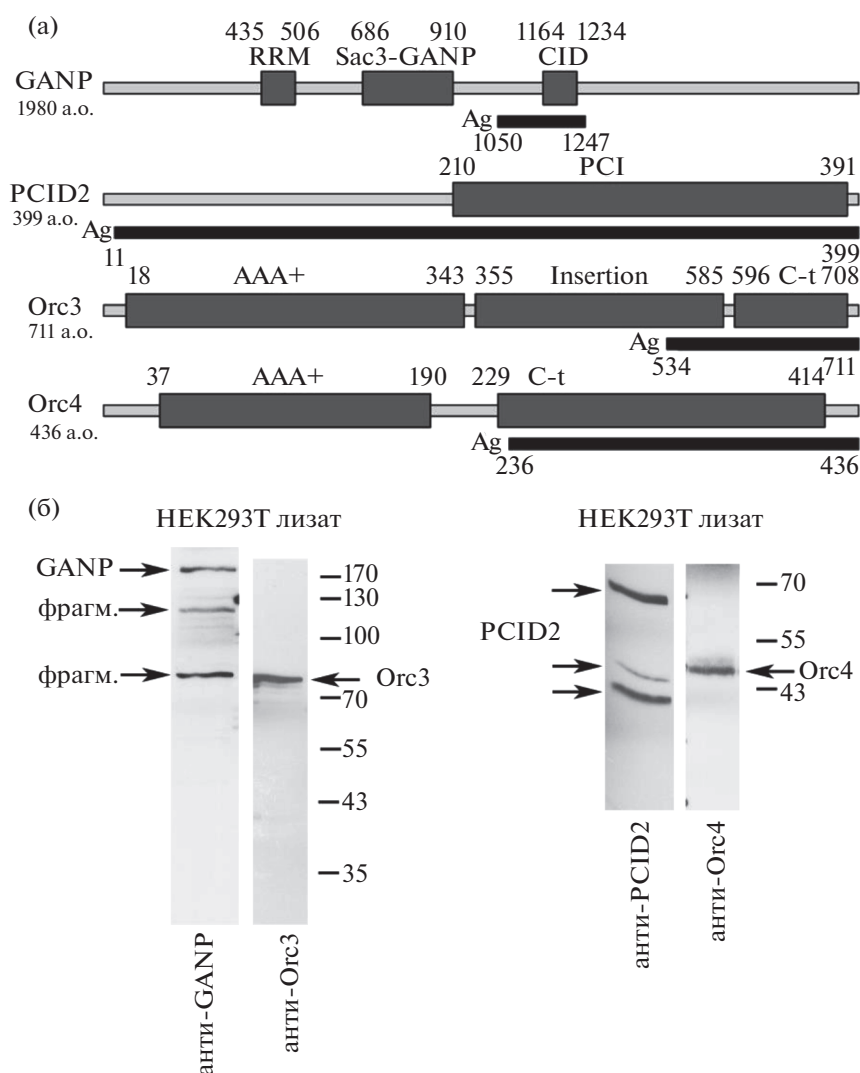 (а)
435 506 686 910 1164 1234
RRM Sac3-GANP CID
GANP
1980 а.о.
Ag
1050 1247
210 PCI 391
PCID2
399 а.о.
Ag
11 399
18 AAA+ 343 355 Insertion 585 596 C-t 708
Orc3
711 а.о.
Ag
534 711
37 AAA+ 190 229 C-t 414
Orc4
436 а.о.
Ag
236 436
(б)
HEK293T лизат
GANP
фрагм.
фрагм.
170
130
100
Orc3
70
55
43
35
анти-GANP
анти-Orc3
HEK293T лизат
PCID2
70
55
Orc4
43
анти-PCID2
анти-Orc4